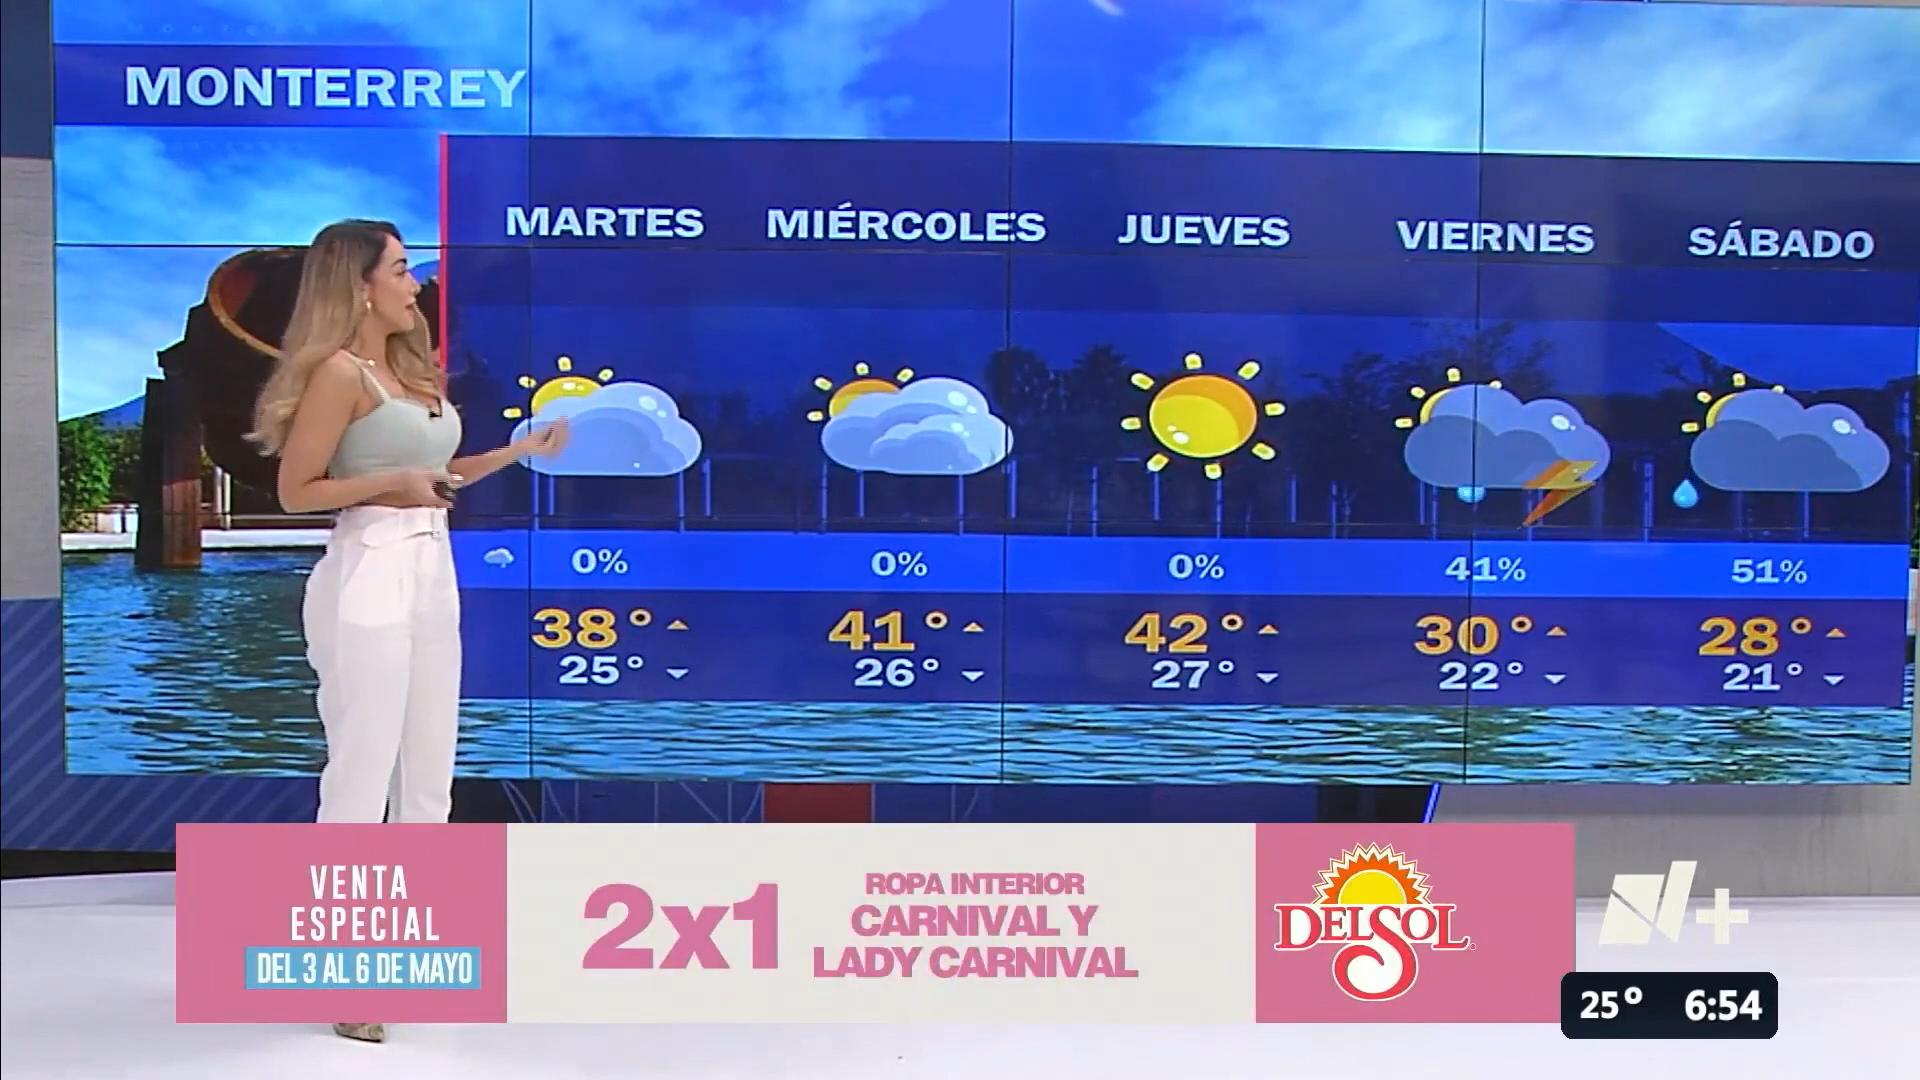 MONTERREY
MARTES MIÉRCOLES JUEVES VIERNES SÁBADO
0% 0% 0% 41% 51%
38° 41° 42° 30° 28°
25° 26° 27° 22° 21°
VENTA
ESPECIAL
DEL 3 AL 6 DE MAYO
2x1
ROPA INTERIOR
CARNIVAL Y
LADY CARNIVAL
DELSOL
N+
25° 6:54